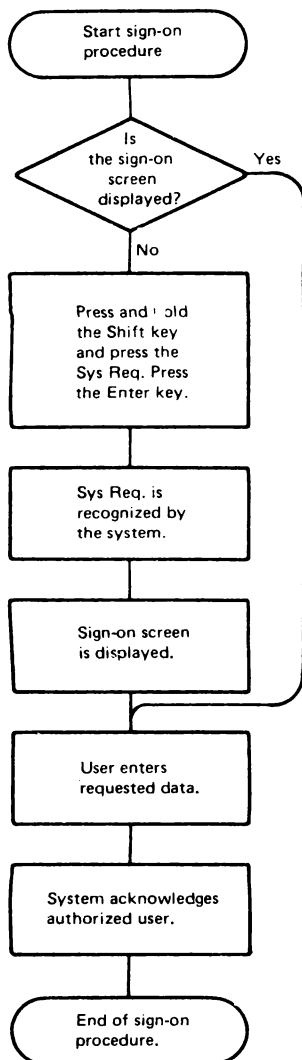 Start sign-on
procedure
Is
the sign-on
screen
displayed?
Yes
No
Press and hold
the Shift key
and press the
Sys Req. Press
the Enter key.
Sys Req. is
recognized by
the system.
Sign-on screen
is displayed.
User enters
requested data.
System acknowledges
authorized user.
End of sign-on
procedure.